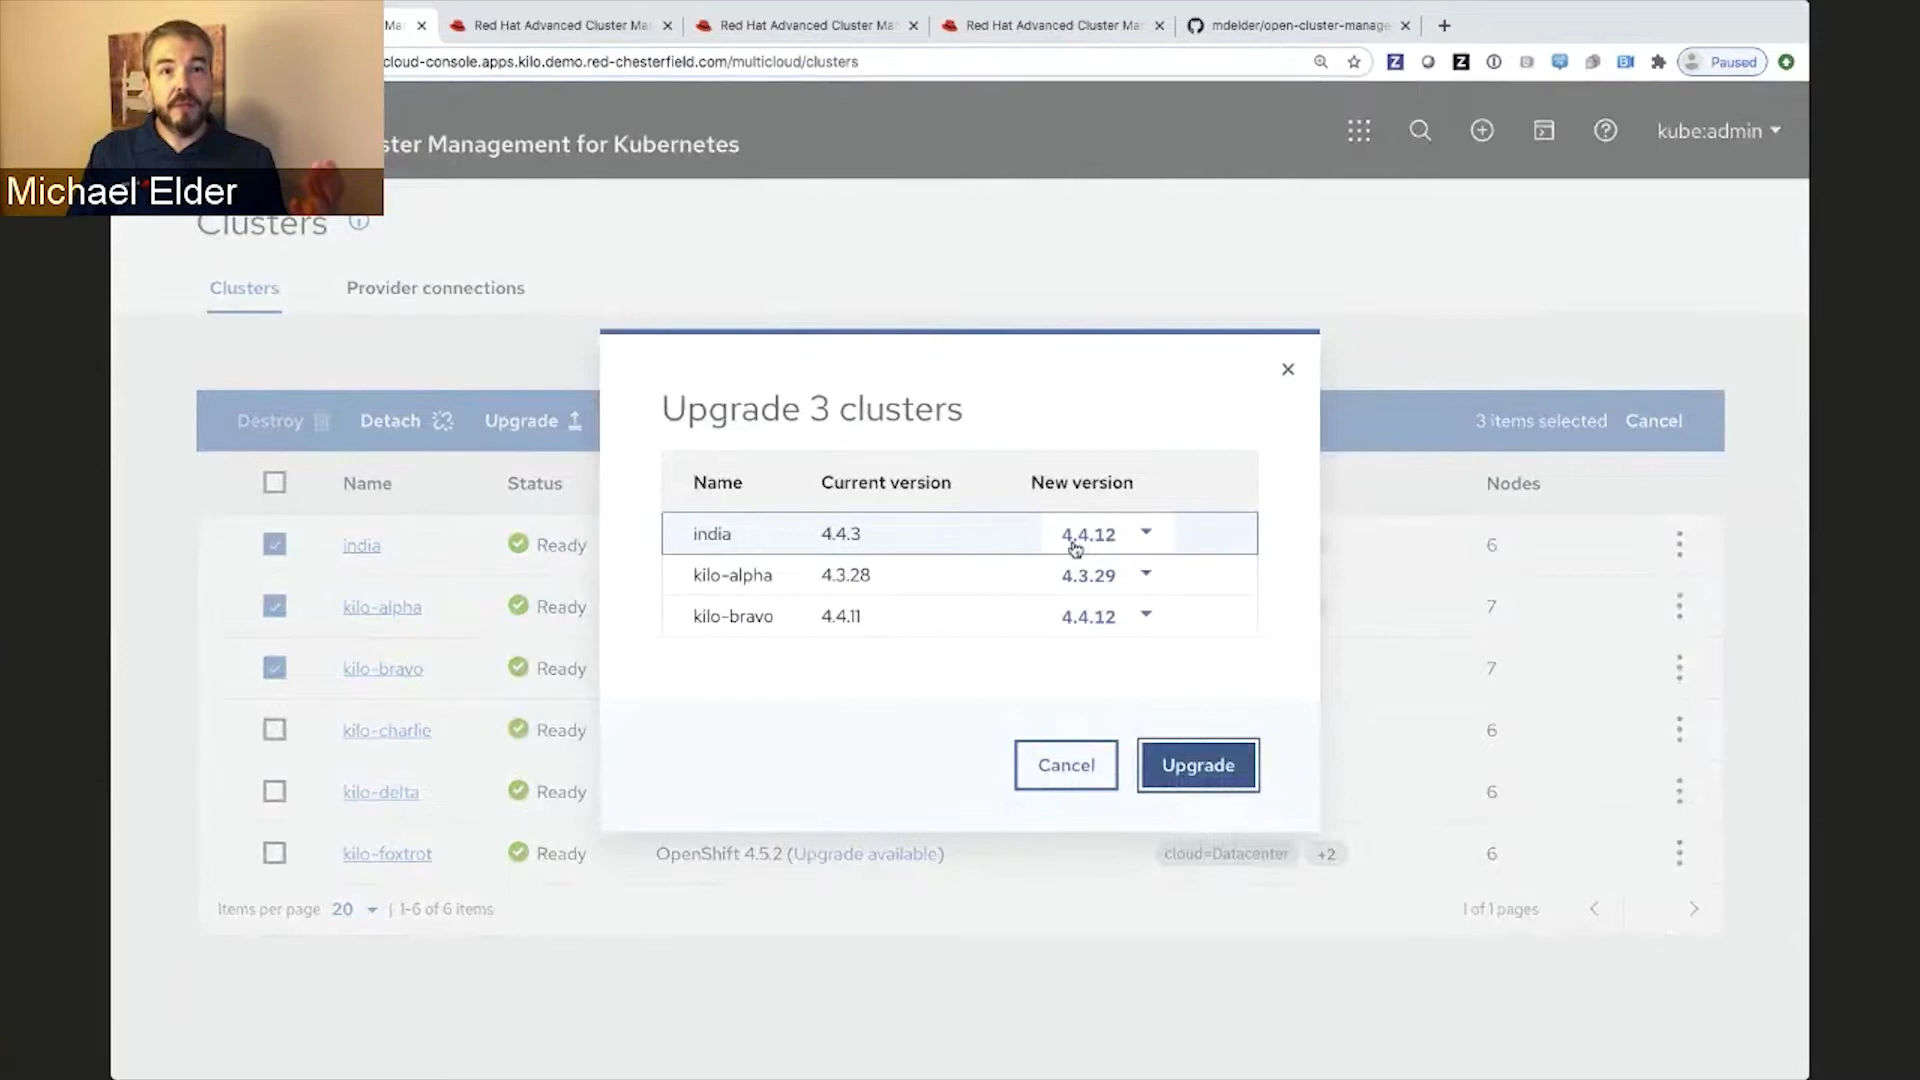 Mar
Red Hat Advanced Cluster Ma
Red Hat Advanced Cluster Ma
Red Hat Advanced Cluster Ma
mdelder/open-cluster-manage
cloud-console.apps.kilo.demo.red-chesterfield.com/multicloud/clusters
Paused
ster Management for Kubernetes
kube:admin
Michael Elder
Clusters
Clusters
Provider connections
Upgrade 3 clusters
Destroy
Detach
Upgrade
3 items selected
Cancel
Name
Status
Nodes
Name Current version New version
india 4.4.3 4.4.12
kilo-alpha 4.3.28 4.3.29
kilo-bravo 4.4.11 4.4.12
Cancel
Upgrade
india Ready 6
kilo-alpha Ready 7
kilo-bravo Ready 7
kilo-charlie Ready 6
kilo-delta Ready 6
kilo-foxtrot Ready OpenShift 4.5.2 (Upgrade available) cloud=Datacenter +2 6
Items per page 20 | 1-6 of 6 items
1 of 1 pages